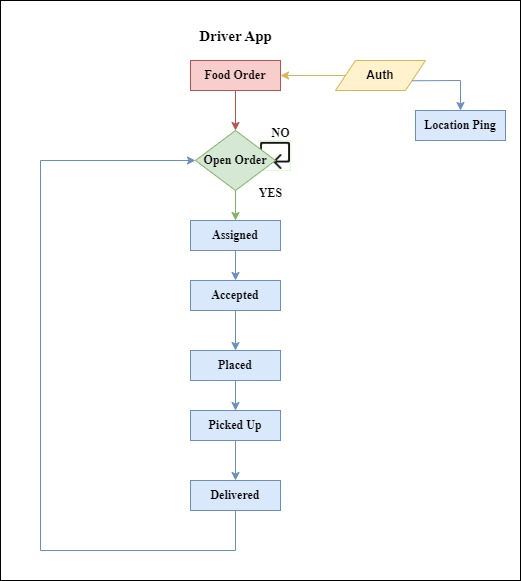 Driver App
Food Order
Auth
Location Ping
NO
Open Order
YES
Assigned
Accepted
Placed
Picked Up
Delivered